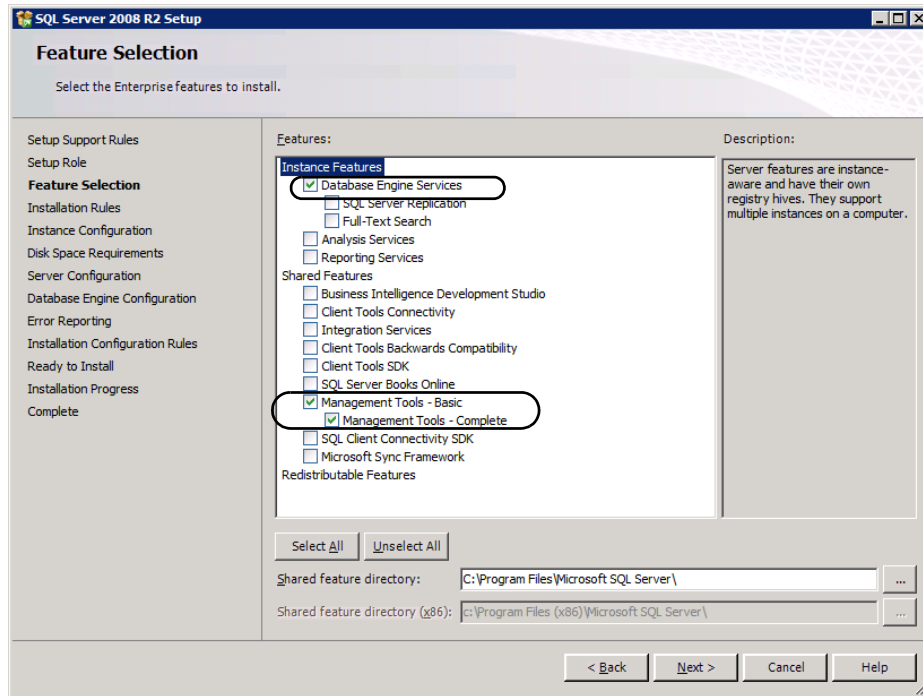 SQL Server 2008 R2 Setup
Feature Selection
Select the Enterprise features to install.
Setup Support Rules
Setup Role
Feature Selection
Installation Rules
Instance Configuration
Disk Space Requirements
Server Configuration
Database Engine Configuration
Error Reporting
Installation Configuration Rules
Ready to Install
Installation Progress
Complete
Features:
Instance Features
Database Engine Services
SQL Server Replication
Full-Text Search
Analysis Services
Reporting Services
Shared Features
Business Intelligence Development Studio
Client Tools Connectivity
Integration Services
Client Tools Backwards Compatibility
Client Tools SDK
SQL Server Books Online
Management Tools - Basic
Management Tools - Complete
SQL Client Connectivity SDK
Microsoft Sync Framework
Redistributable Features
Description:
Server features are instance-
aware and have their own
registry hives. They support
multiple instances on a computer.
Select All
Unselect All
Shared feature directory:
C:\Program Files\Microsoft SQL Server\
...
Shared feature directory (x86):
c:\Program Files (x86)\Microsoft SQL Server\
...
< Back
Next >
Cancel
Help